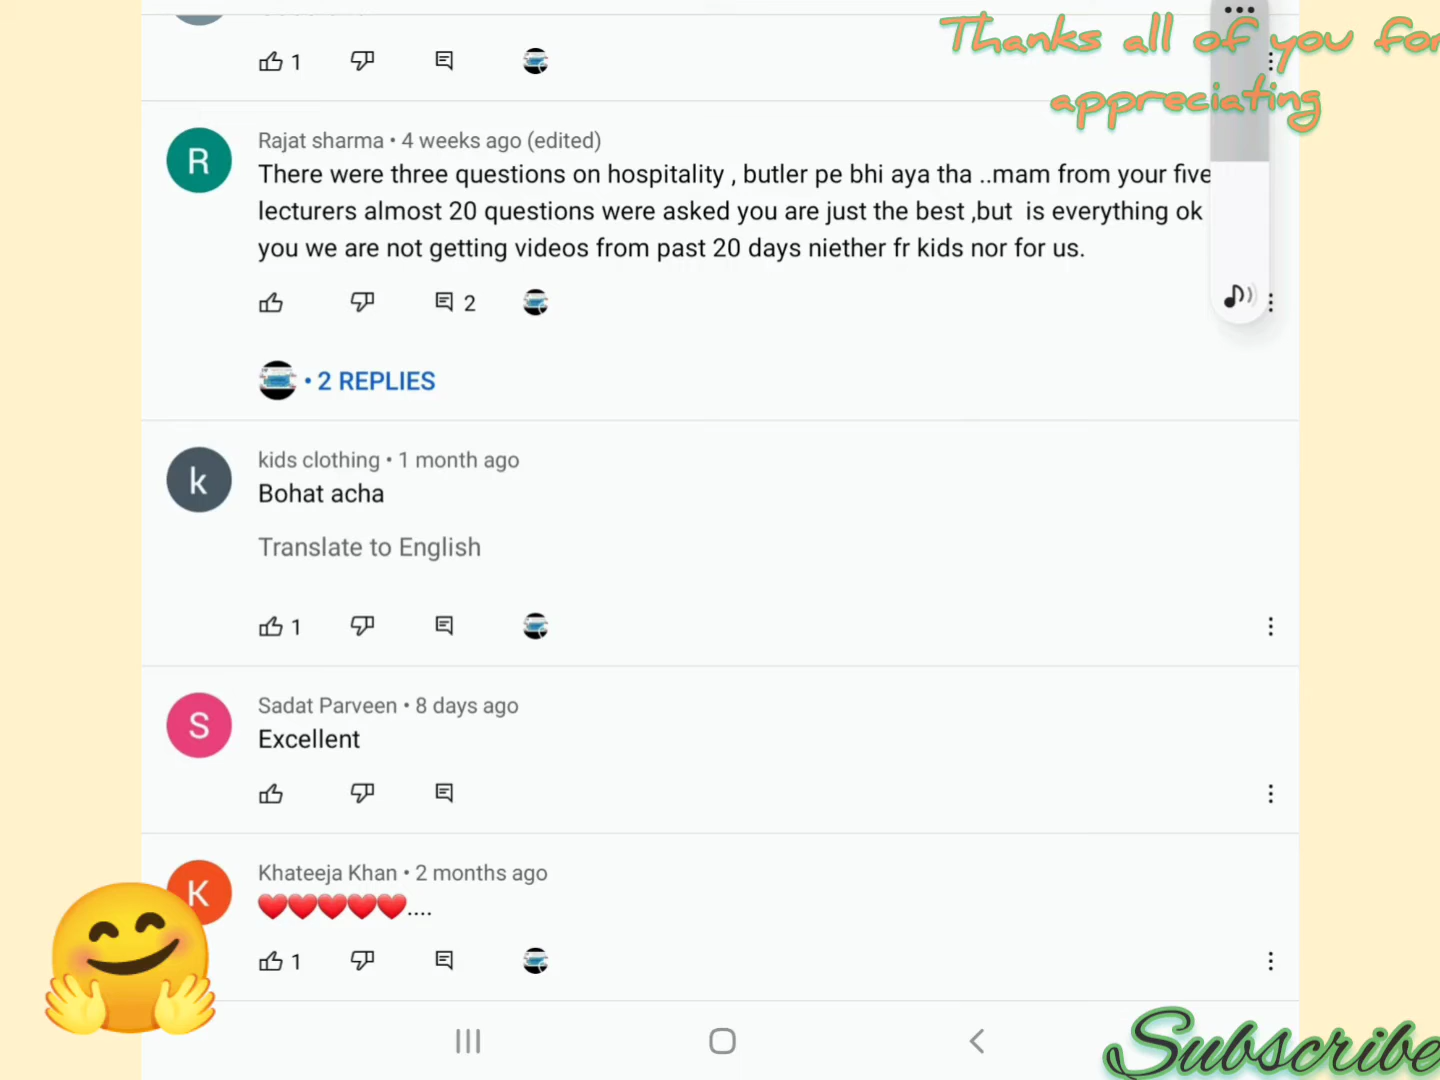 Thanks all of you for
appreciating
1
Rajat sharma • 4 weeks ago (edited)
There were three questions on hospitality , butler pe bhi aya tha ..mam from your five
lecturers almost 20 questions were asked you are just the best ,but is everything ok
you we are not getting videos from past 20 days niether fr kids nor for us.
2
• 2 REPLIES
kids clothing • 1 month ago
Bohat acha
Translate to English
1
Sadat Parveen • 8 days ago
Excellent
Khateeja Khan • 2 months ago
❤️❤️❤️❤️❤️....
1
Subscribe